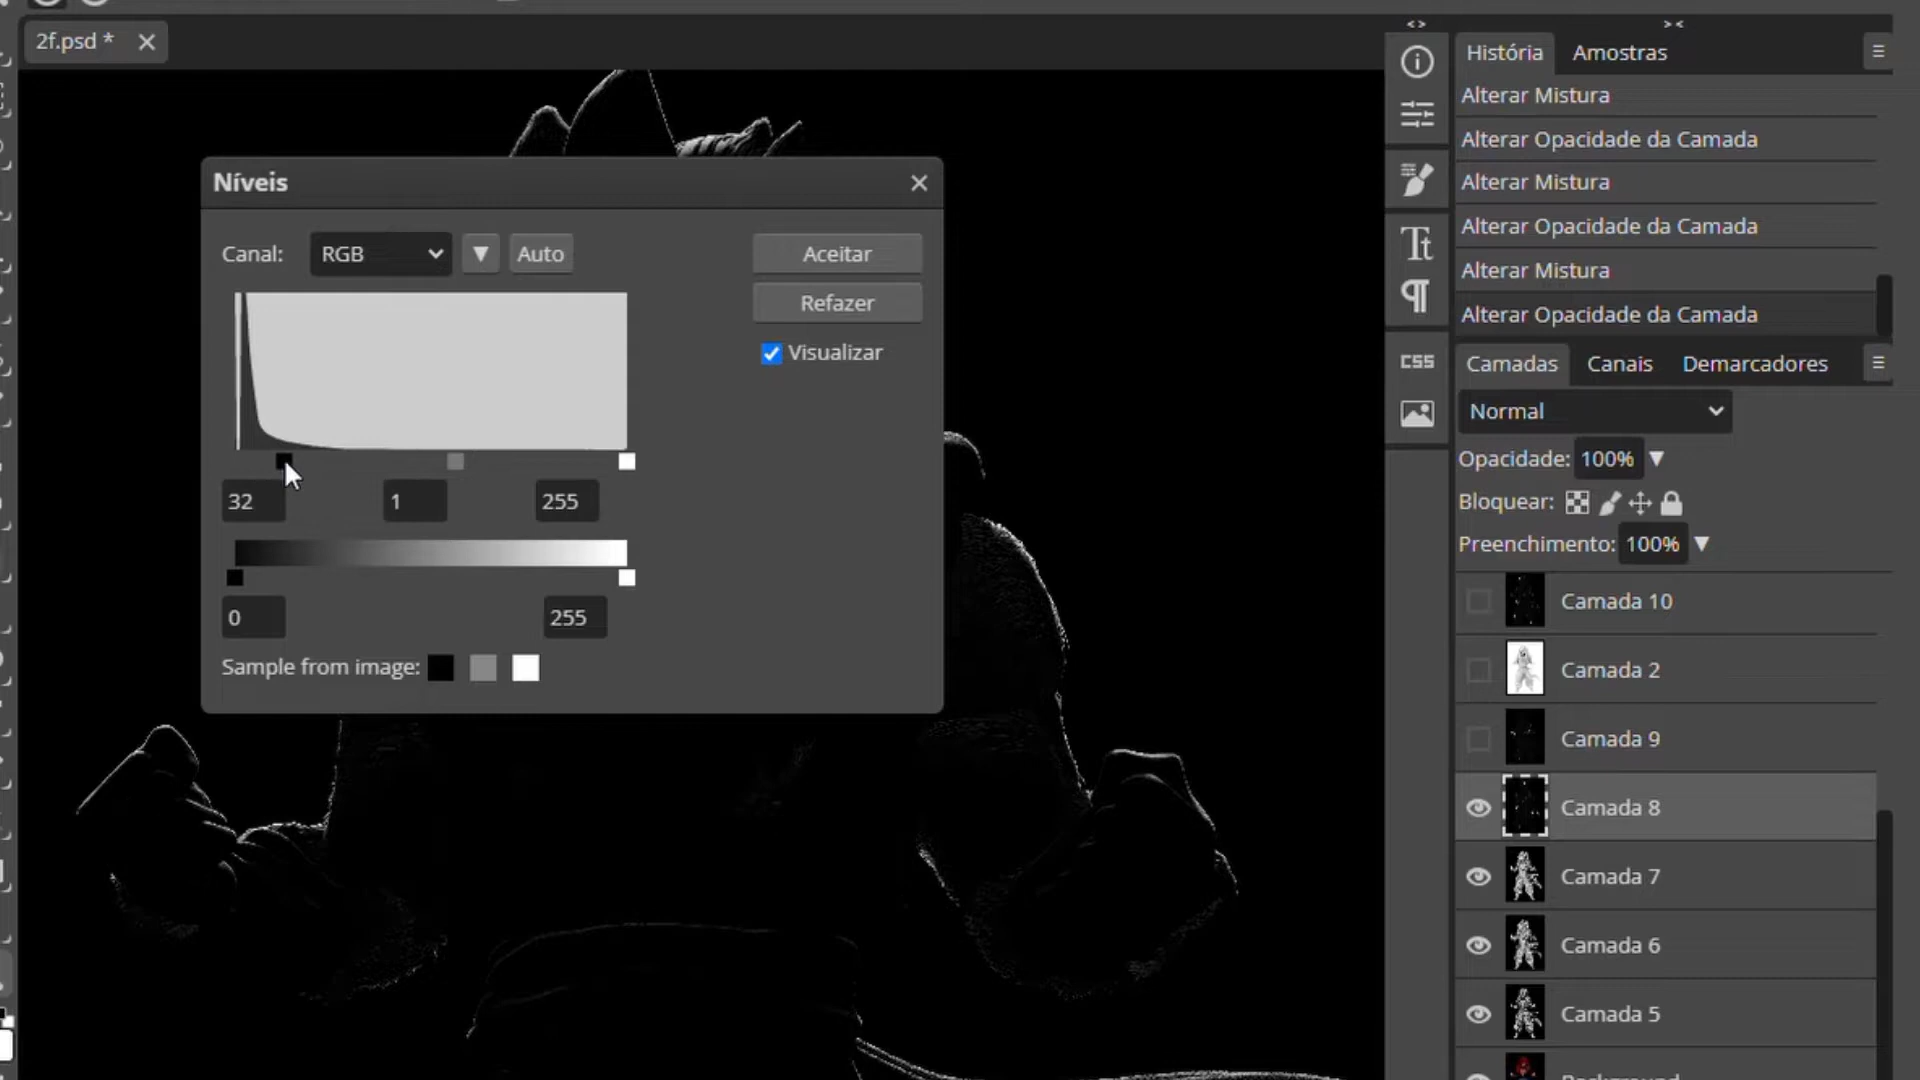 2f.psd *
Níveis
Canal:
RGB
Auto
Aceitar
Refazer
Visualizar
32
1
255
0
255
Sample from image:
CSS
História
Amostras
Alterar Mistura
Alterar Opacidade da Camada
Alterar Mistura
Alterar Opacidade da Camada
Alterar Mistura
Alterar Opacidade da Camada
Camadas
Canais
Demarcadores
Normal
Opacidade: 100%
Bloquear:
Preenchimento: 100%
Camada 10
Camada 2
Camada 9
Camada 8
Camada 7
Camada 6
Camada 5
Background